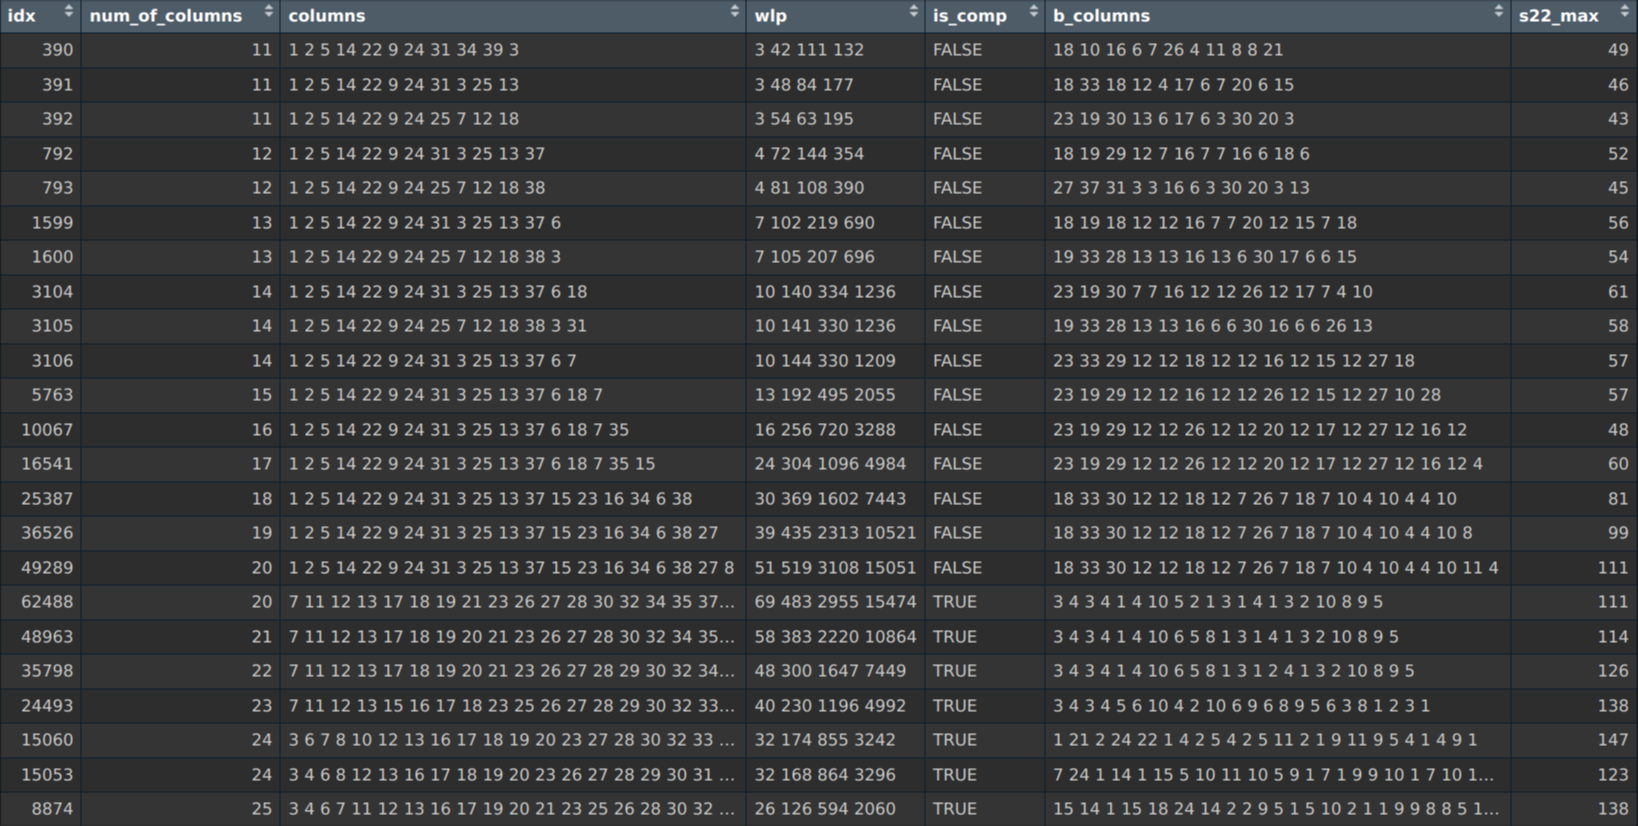 idx num_of_columns columns wlp is_comp b_columns s22_max
390 11 1 2 5 14 22 9 24 31 34 39 3 3 42 111 132 FALSE 18 10 16 6 7 26 4 11 8 8 21 49
391 11 1 2 5 14 22 9 24 31 3 25 13 3 48 84 177 FALSE 18 33 18 12 4 17 6 7 20 6 15 46
392 11 1 2 5 14 22 9 24 25 7 12 18 3 54 63 195 FALSE 23 19 30 13 6 17 6 3 30 20 3 43
792 12 1 2 5 14 22 9 24 31 3 25 13 37 4 72 144 354 FALSE 18 19 29 12 7 16 7 7 16 6 18 6 52
793 12 1 2 5 14 22 9 24 25 7 12 18 38 4 81 108 390 FALSE 27 37 31 3 3 16 6 3 30 20 3 13 45
1599 13 1 2 5 14 22 9 24 31 3 25 13 37 6 7 102 219 690 FALSE 18 19 18 12 12 16 7 7 20 12 15 7 18 56
1600 13 1 2 5 14 22 9 24 25 7 12 18 38 3 7 105 207 696 FALSE 19 33 28 13 13 16 13 6 30 17 6 6 15 54
3104 14 1 2 5 14 22 9 24 31 3 25 13 37 6 18 10 140 334 1236 FALSE 23 19 30 7 7 16 12 12 26 12 17 7 4 10 61
3105 14 1 2 5 14 22 9 24 25 7 12 18 38 3 31 10 141 330 1236 FALSE 19 33 28 13 13 16 6 6 30 16 6 6 26 13 58
3106 14 1 2 5 14 22 9 24 31 3 25 13 37 6 7 10 144 330 1209 FALSE 23 33 29 12 12 18 12 12 16 12 15 12 27 18 57
5763 15 1 2 5 14 22 9 24 31 3 25 13 37 6 18 7 13 192 495 2055 FALSE 23 19 29 12 12 16 12 12 26 12 15 12 27 10 28 57
10067 16 1 2 5 14 22 9 24 31 3 25 13 37 6 18 7 35 16 256 720 3288 FALSE 23 19 29 12 12 26 12 12 20 12 17 12 27 12 16 12 48
16541 17 1 2 5 14 22 9 24 31 3 25 13 37 6 18 7 35 15 24 304 1096 4984 FALSE 23 19 29 12 12 26 12 12 20 12 17 12 27 12 16 12 4 60
25387 18 1 2 5 14 22 9 24 31 3 25 13 37 15 23 16 34 6 38 30 369 1602 7443 FALSE 18 33 30 12 12 18 12 7 26 7 18 7 10 4 10 4 4 10 81
36526 19 1 2 5 14 22 9 24 31 3 25 13 37 15 23 16 34 6 38 27 39 435 2313 10521 FALSE 18 33 30 12 12 18 12 7 26 7 18 7 10 4 10 4 4 10 8 99
49289 20 1 2 5 14 22 9 24 31 3 25 13 37 15 23 16 34 6 38 27 8 51 519 3108 15051 FALSE 18 33 30 12 12 18 12 7 26 7 18 7 10 4 10 4 4 10 11 4 111
62488 20 7 11 12 13 17 18 19 21 23 26 27 28 30 32 34 35 37... 69 483 2955 15474 TRUE 3 4 3 4 1 4 10 5 2 1 3 1 4 1 3 2 10 8 9 5 111
48963 21 7 11 12 13 17 18 19 20 21 23 26 27 28 30 32 34 35... 58 383 2220 10864 TRUE 3 4 3 4 1 4 10 6 5 8 1 3 1 4 1 3 2 10 8 9 5 114
35798 22 7 11 12 13 17 18 19 20 21 23 26 27 28 29 30 32 34... 48 300 1647 7449 TRUE 3 4 3 4 1 4 10 6 5 8 1 3 1 2 4 1 3 2 10 8 9 5 126
24493 23 7 11 12 13 15 16 17 18 23 25 26 27 28 29 30 32 33... 40 230 1196 4992 TRUE 3 4 3 4 5 6 10 4 2 10 6 9 6 8 9 5 6 3 8 1 2 3 1 138
15060 24 3 6 7 8 10 12 13 16 17 18 19 20 23 27 28 30 32 33 ... 32 174 855 3242 TRUE 1 21 2 24 22 1 4 2 5 4 2 5 11 2 1 9 11 9 5 4 1 4 9 1 147
15053 24 3 4 6 8 12 13 16 17 18 19 20 23 26 27 28 29 30 31 ... 32 168 864 3296 TRUE 7 24 1 14 1 15 5 10 11 10 5 9 1 7 1 9 9 10 1 7 10 1... 123
8874 25 3 4 6 7 11 12 13 16 17 19 20 21 23 25 26 28 30 32 ... 26 126 594 2060 TRUE 15 14 1 15 18 24 14 2 2 9 5 1 5 10 2 1 1 9 9 8 8 5 1... 138